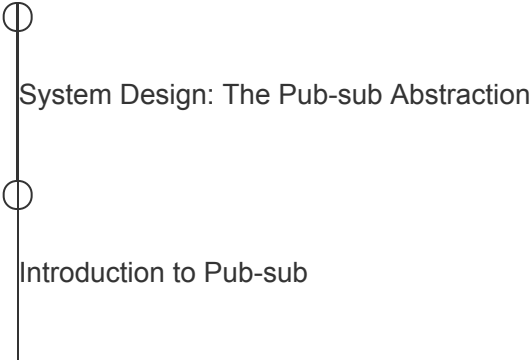 System Design: The Pub-sub Abstraction
Introduction to Pub-sub